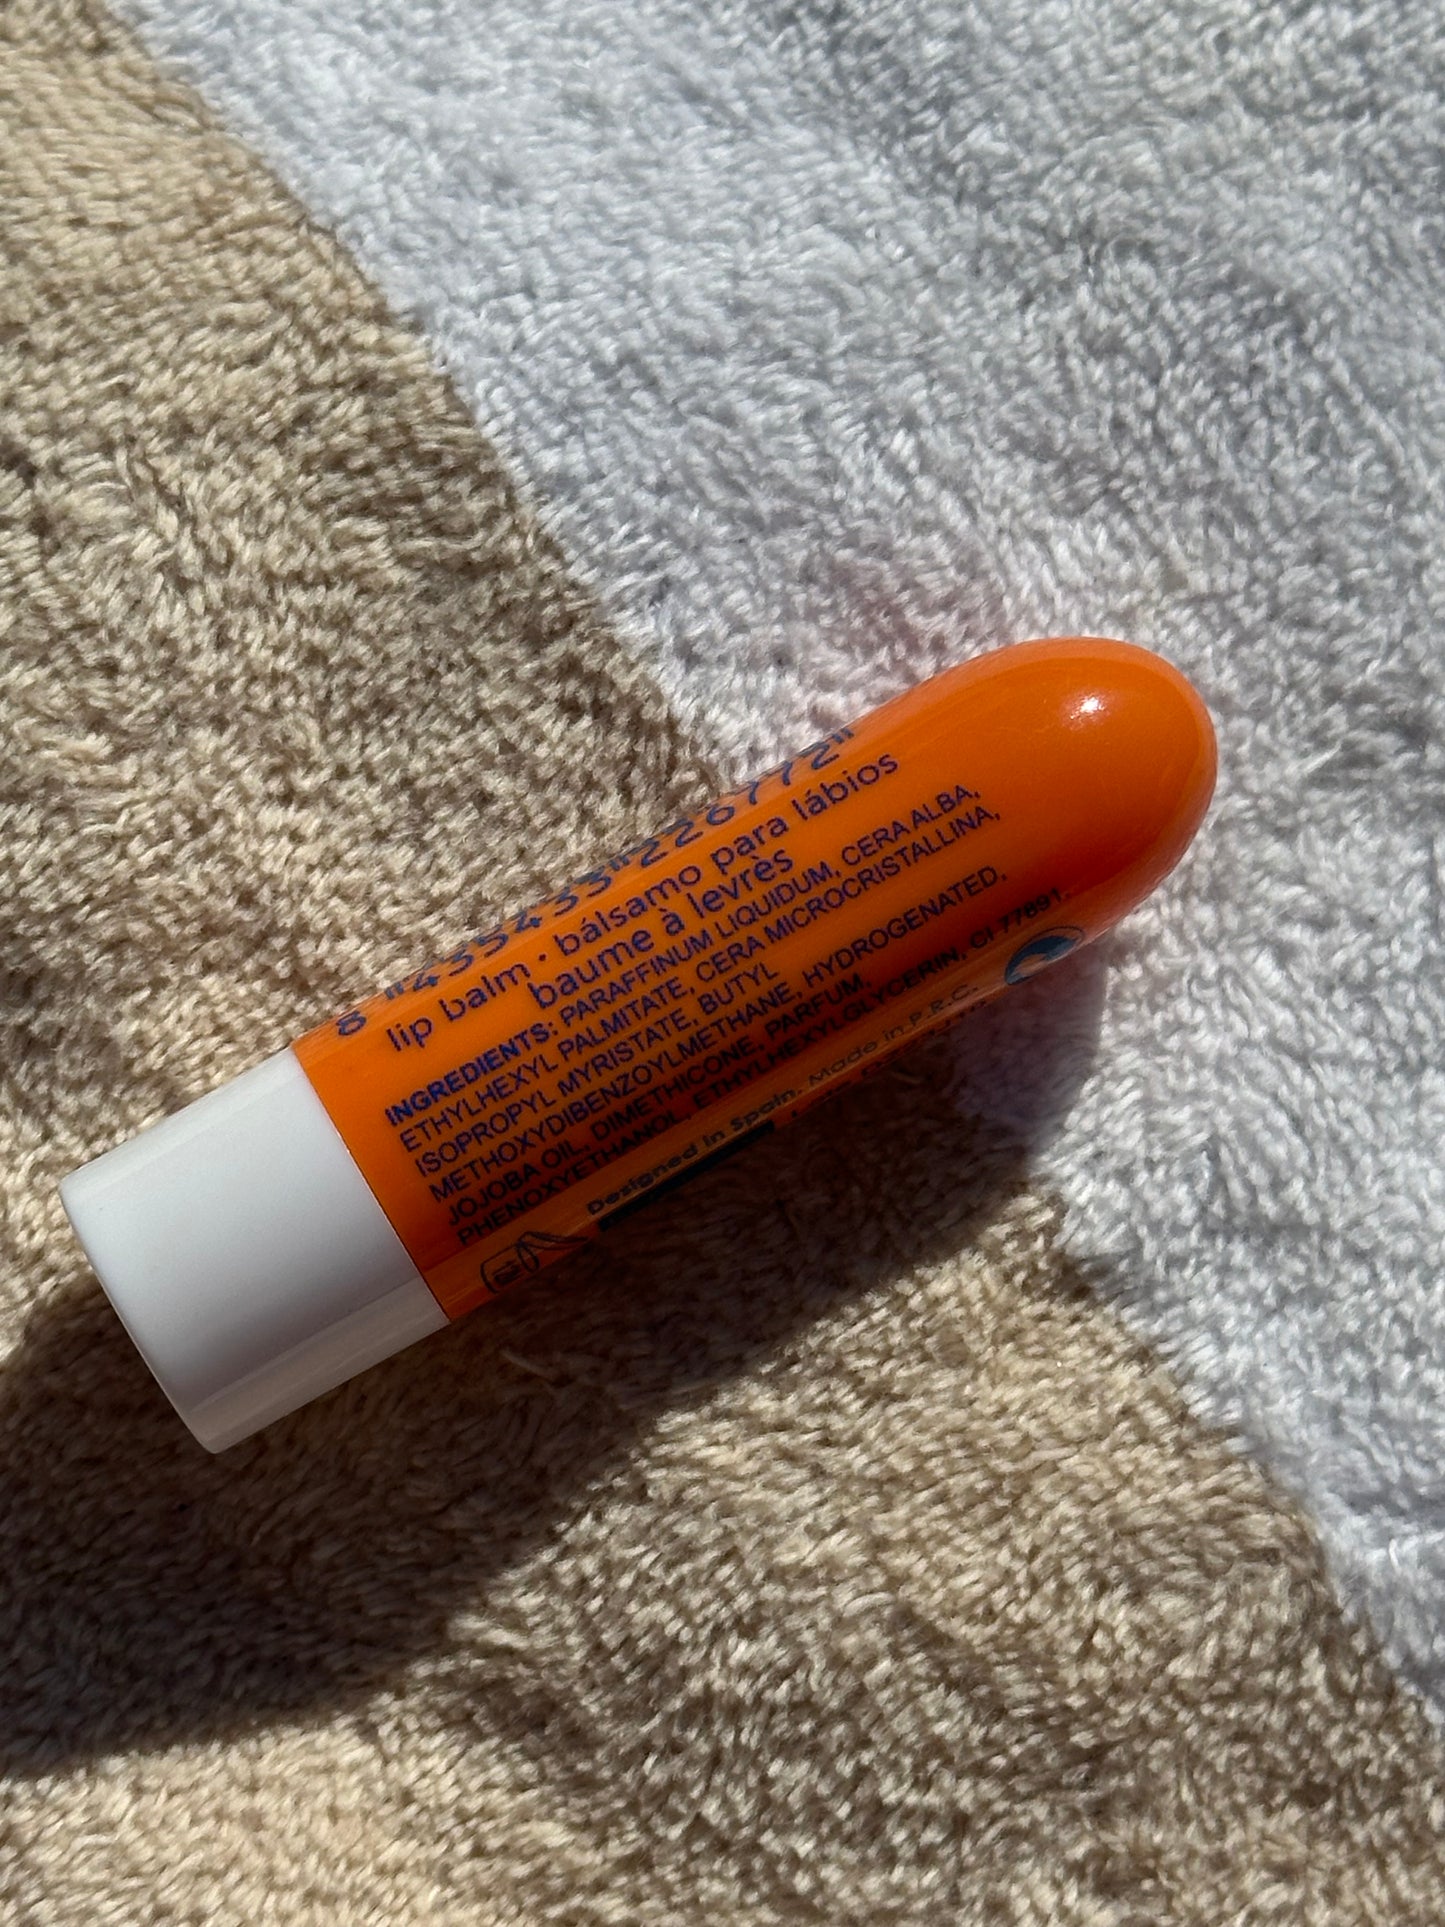 8 "435433"226772"
lip balm · bálsamo para lábios
baume à levrès
INGREDIENTS: PARAFFINUM LIQUIDUM, CERA ALBA,
ETHYLHEXYL PALMITATE, CERA MICROCRISTALLINA,
ISOPROPYL MYRISTATE, BUTYL
METHOXYDIBENZOYLMETHANE, HYDROGENATED,
JOJOBA OIL, DIMETHICONE, PARFUM,
PHENOXYETHANOL, ETHYLHEXYLGLYCERIN, CI 77891.
Designed in Spain. Made in P.R.C.